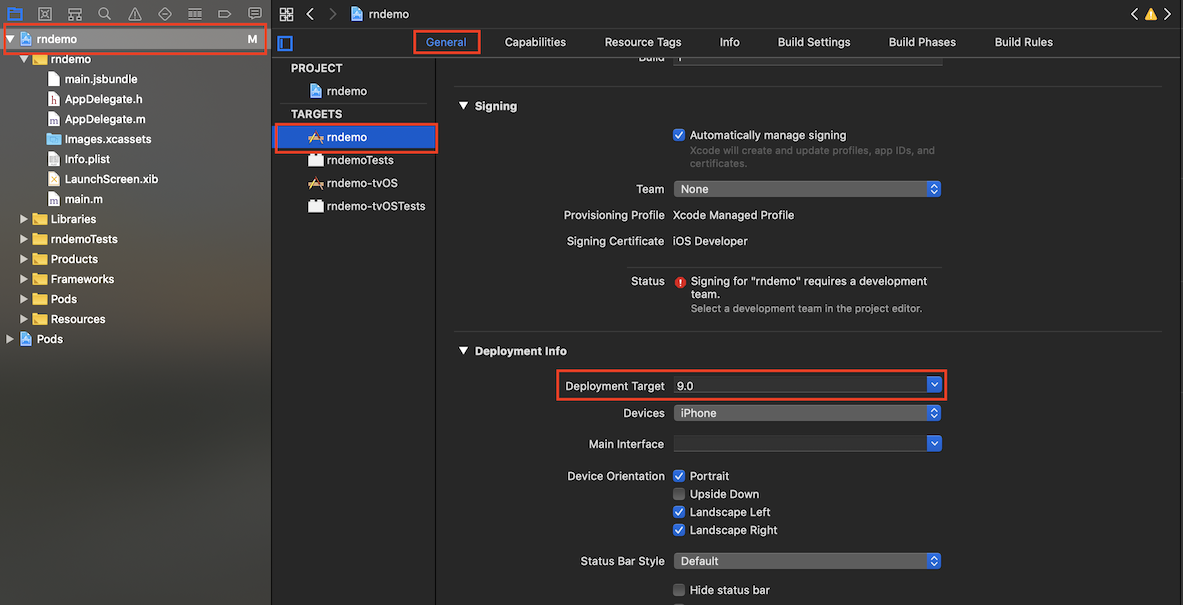 rndemo
rndemo M
rndemo
main.jsbundle
h AppDelegate.h
m AppDelegate.m
Images.xcassets
Info.plist
LaunchScreen.xib
m main.m
Libraries
rndemoTests
Products
Frameworks
Pods
Resources
Pods
General Capabilities Resource Tags Info Build Settings Build Phases Build Rules
PROJECT
rndemo
TARGETS
rndemo
rndemoTests
rndemo-tvOS
rndemo-tvOSTests
Build
Signing
Automatically manage signing
Xcode will create and update profiles, app IDs, and
certificates.
Team None
Provisioning Profile Xcode Managed Profile
Signing Certificate iOS Developer
Status Signing for "rndemo" requires a development
team.
Select a development team in the project editor.
Deployment Info
Deployment Target 9.0
Devices iPhone
Main Interface
Device Orientation Portrait
Upside Down
Landscape Left
Landscape Right
Status Bar Style Default
Hide status bar